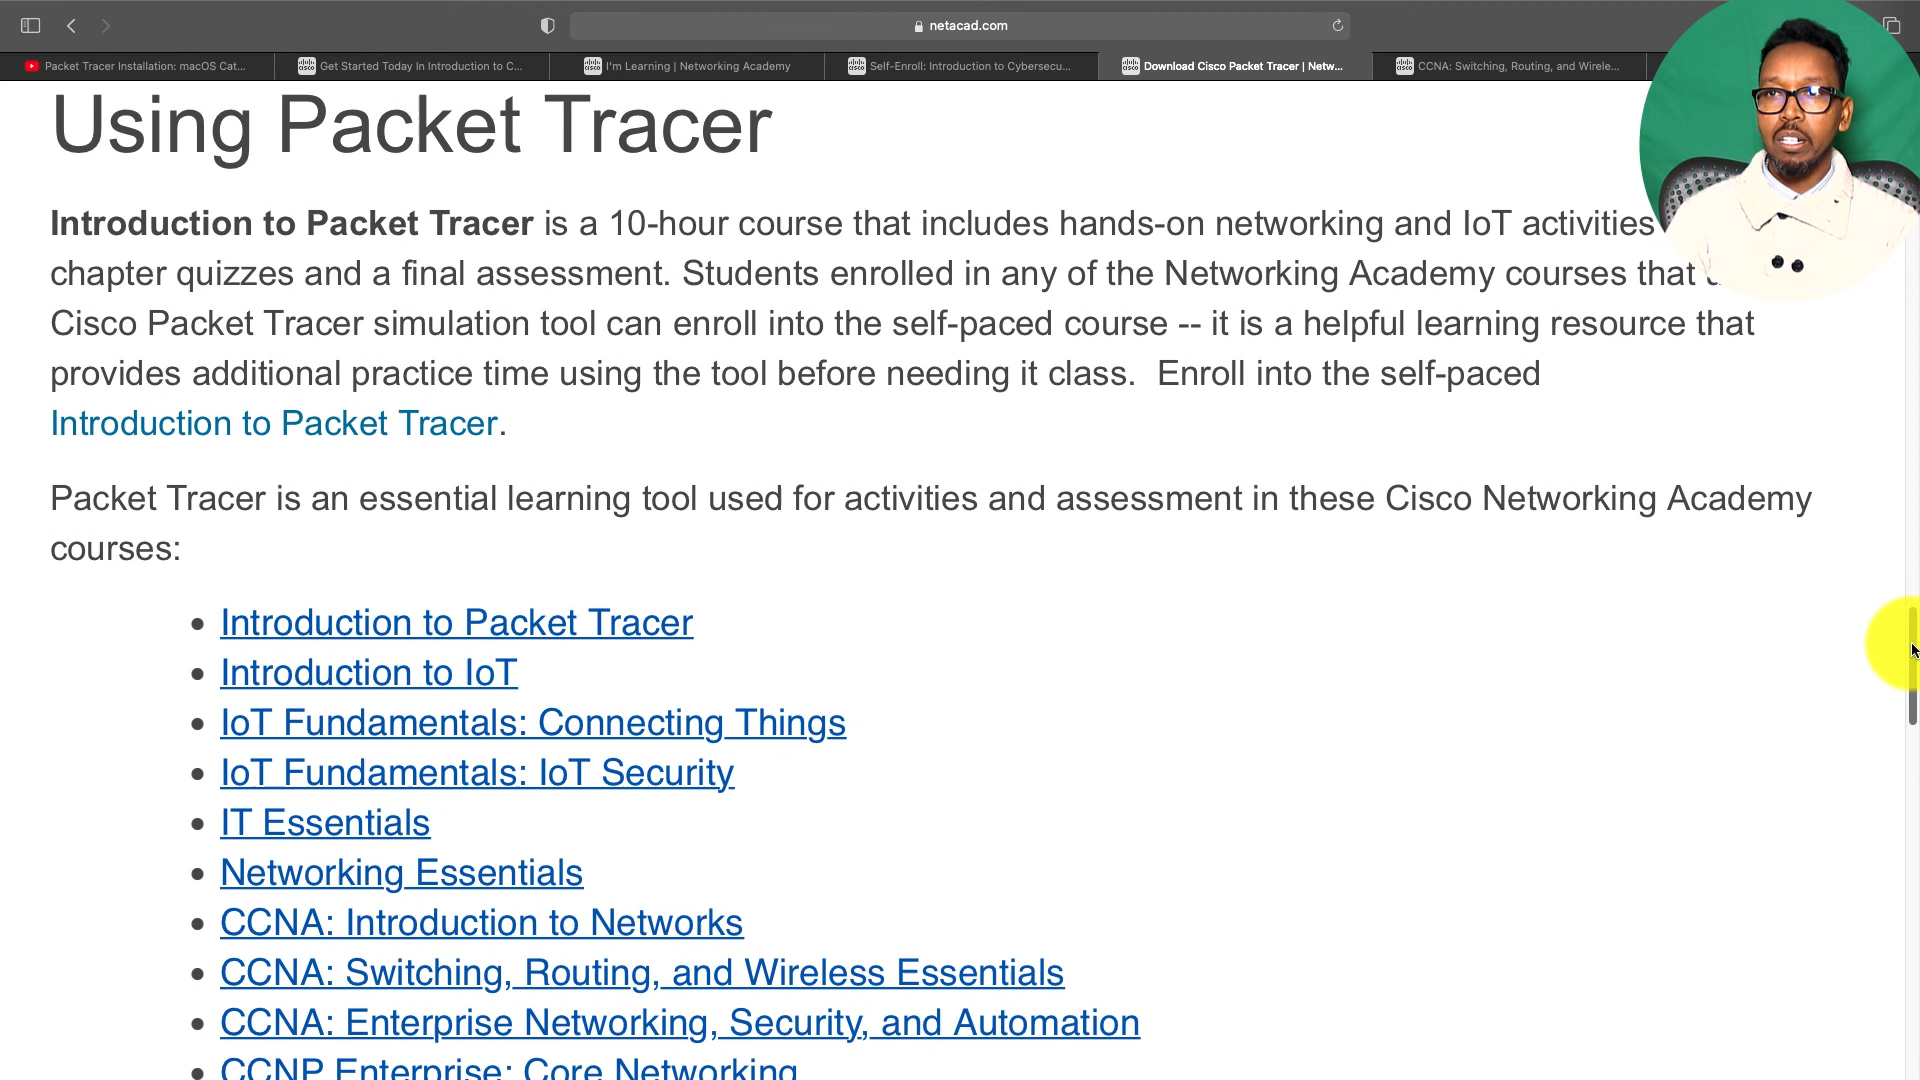 netacad.com
Packet Tracer Installation: macOS Cat...
Get Started Today In Introduction to C...
I'm Learning | Networking Academy
Self-Enroll: Introduction to Cybersecu...
Download Cisco Packet Tracer | Netw...
CCNA: Switching, Routing, and Wirele...
Using Packet Tracer
Introduction to Packet Tracer is a 10-hour course that includes hands-on networking and IoT activities
chapter quizzes and a final assessment. Students enrolled in any of the Networking Academy courses that
Cisco Packet Tracer simulation tool can enroll into the self-paced course -- it is a helpful learning resource that
provides additional practice time using the tool before needing it class. Enroll into the self-paced
Introduction to Packet Tracer.
Packet Tracer is an essential learning tool used for activities and assessment in these Cisco Networking Academy
courses:
• Introduction to Packet Tracer
• Introduction to IoT
• IoT Fundamentals: Connecting Things
• IoT Fundamentals: IoT Security
• IT Essentials
• Networking Essentials
• CCNA: Introduction to Networks
• CCNA: Switching, Routing, and Wireless Essentials
• CCNA: Enterprise Networking, Security, and Automation
• CCNP Enterprise: Core Networking